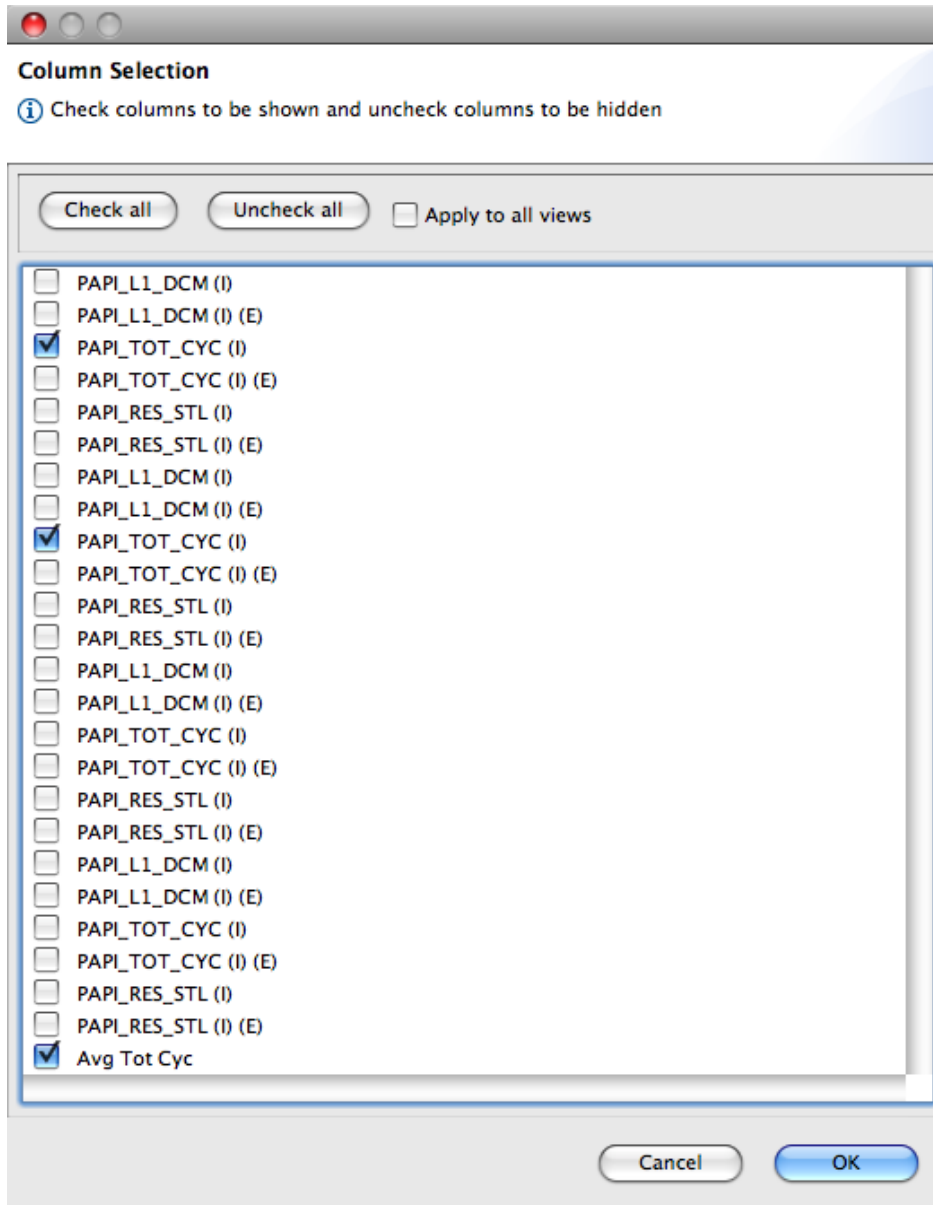 Column Selection
Check columns to be shown and uncheck columns to be hidden
Check all Uncheck all Apply to all views
PAPI_L1_DCM (I)
PAPI_L1_DCM (I) (E)
PAPI_TOT_CYC (I)
PAPI_TOT_CYC (I) (E)
PAPI_RES_STL (I)
PAPI_RES_STL (I) (E)
PAPI_L1_DCM (I)
PAPI_L1_DCM (I) (E)
PAPI_TOT_CYC (I)
PAPI_TOT_CYC (I) (E)
PAPI_RES_STL (I)
PAPI_RES_STL (I) (E)
PAPI_L1_DCM (I)
PAPI_L1_DCM (I) (E)
PAPI_TOT_CYC (I)
PAPI_TOT_CYC (I) (E)
PAPI_RES_STL (I)
PAPI_RES_STL (I) (E)
PAPI_L1_DCM (I)
PAPI_L1_DCM (I) (E)
PAPI_TOT_CYC (I)
PAPI_TOT_CYC (I) (E)
PAPI_RES_STL (I)
PAPI_RES_STL (I) (E)
Avg Tot Cyc
Cancel OK